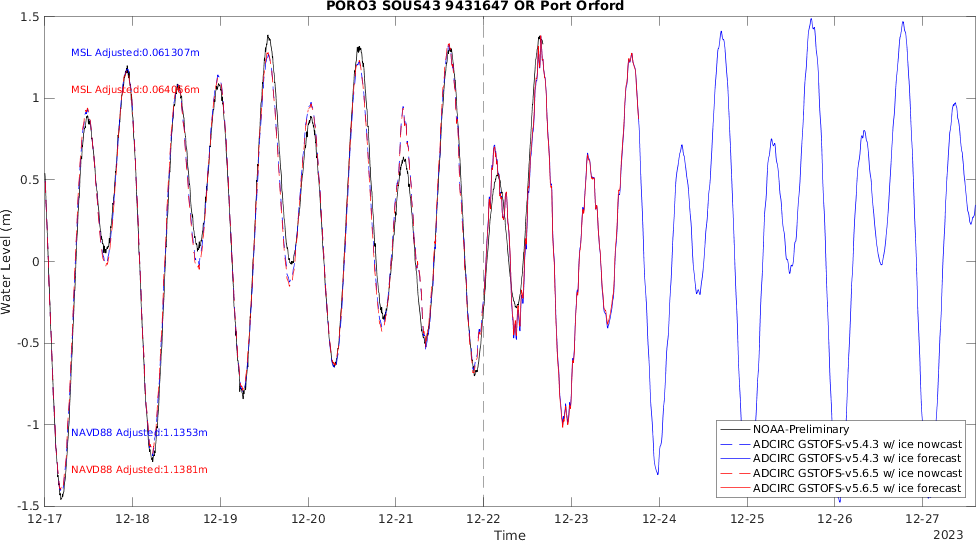 PORO3 SOUS43 9431647 OR Port Orford
MSL Adjusted:0.061307m
MSL Adjusted:0.064066m
NAVD88 Adjusted:1.1353m
NAVD88 Adjusted:1.1381m
Water Level (m)
1.5
1
0.5
0
-0.5
-1
-1.5
NOAA-Preliminary
ADCIRC GSTOFS-v5.4.3 w/ ice nowcast
ADCIRC GSTOFS-v5.4.3 w/ ice forecast
ADCIRC GSTOFS-v5.6.5 w/ ice nowcast
ADCIRC GSTOFS-v5.6.5 w/ ice forecast
12-17 12-18 12-19 12-20 12-21 12-22 12-23 12-24 12-25 12-26 12-27
Time
2023